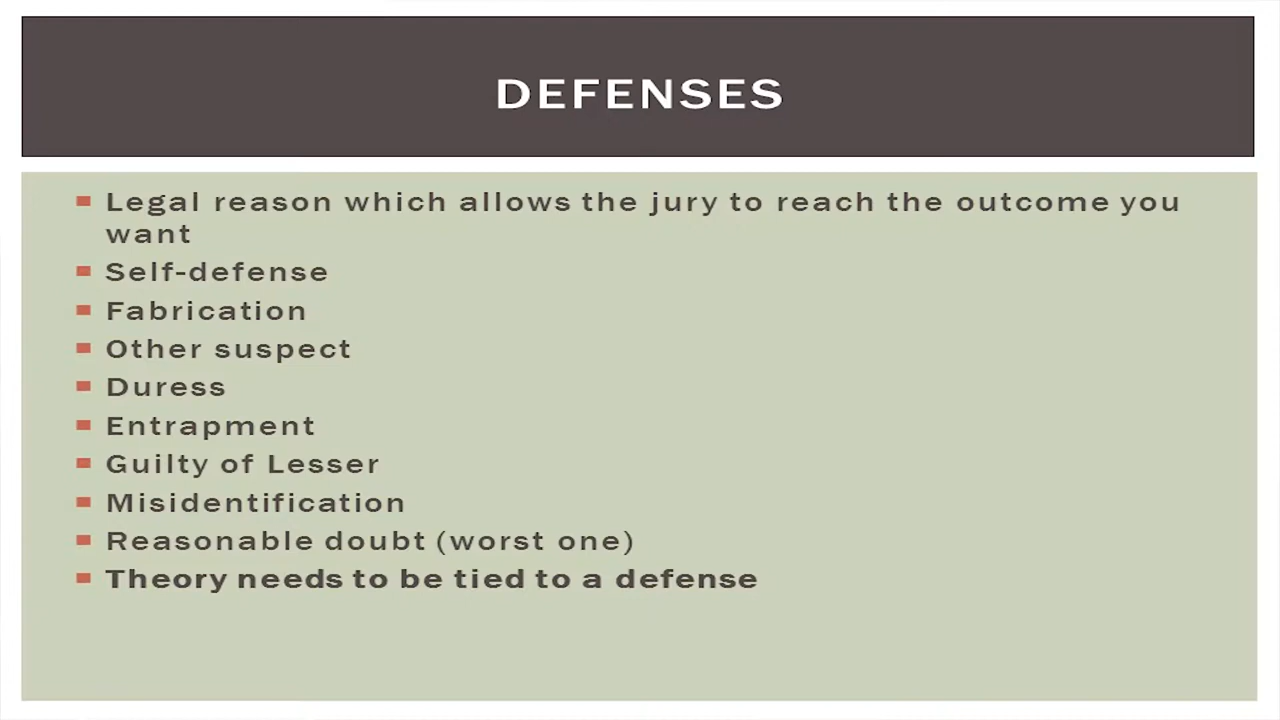 DEFENSES
Legal reason which allows the jury to reach the outcome you
want
Self-defense
Fabrication
Other suspect
Duress
Entrapment
Guilty of Lesser
Misidentification
Reasonable doubt (worst one)
Theory needs to be tied to a defense